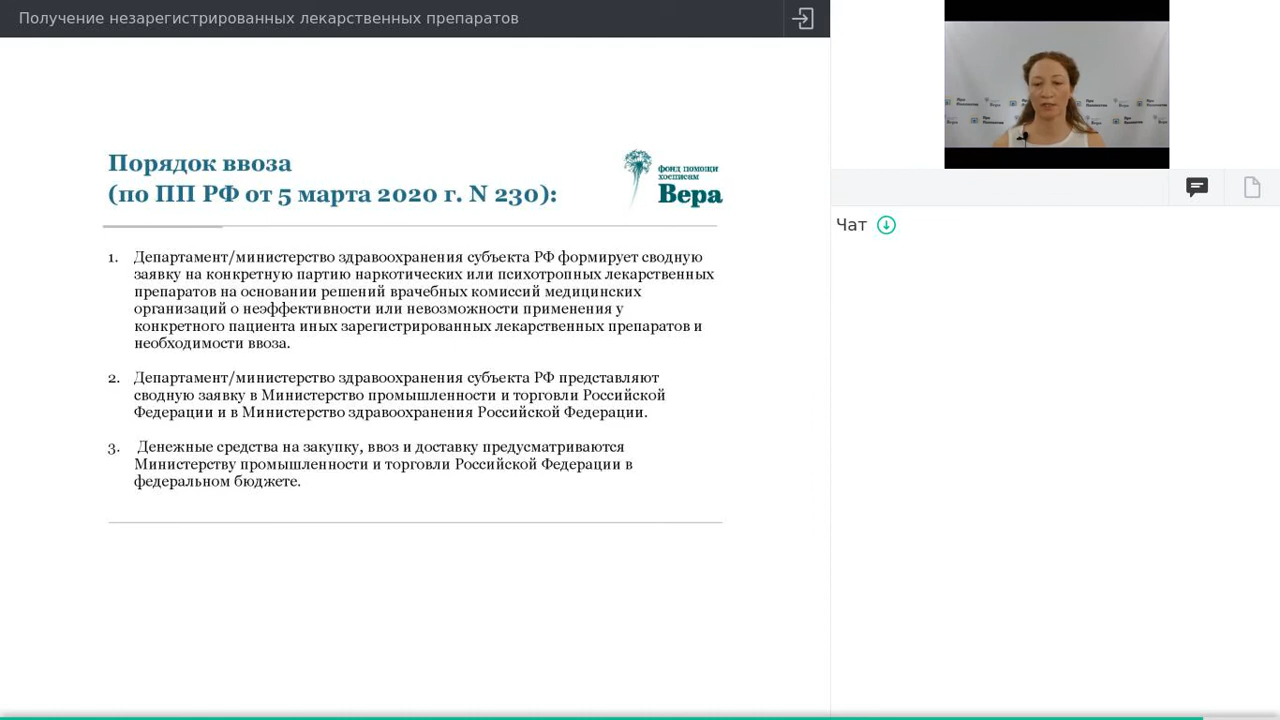 Получение незарегистрированных лекарственных препаратов
Порядок ввоза
(по ПП РФ от 5 марта 2020 г. N 230):
фонд помощи
хосписам
Вера
1. Департамент/министерство здравоохранения субъекта РФ формирует сводную
заявку на конкретную партию наркотических или психотропных лекарственных
препаратов на основании решений врачебных комиссий медицинских
организаций о неэффективности или невозможности применения у
конкретного пациента иных зарегистрированных лекарственных препаратов и
необходимости ввоза.
2. Департамент/министерство здравоохранения субъекта РФ представляют
сводную заявку в Министерство промышленности и торговли Российской
Федерации и в Министерство здравоохранения Российской Федерации.
3. Денежные средства на закупку, ввоз и доставку предусматриваются
Министерству промышленности и торговли Российской Федерации в
федеральном бюджете.
Чат